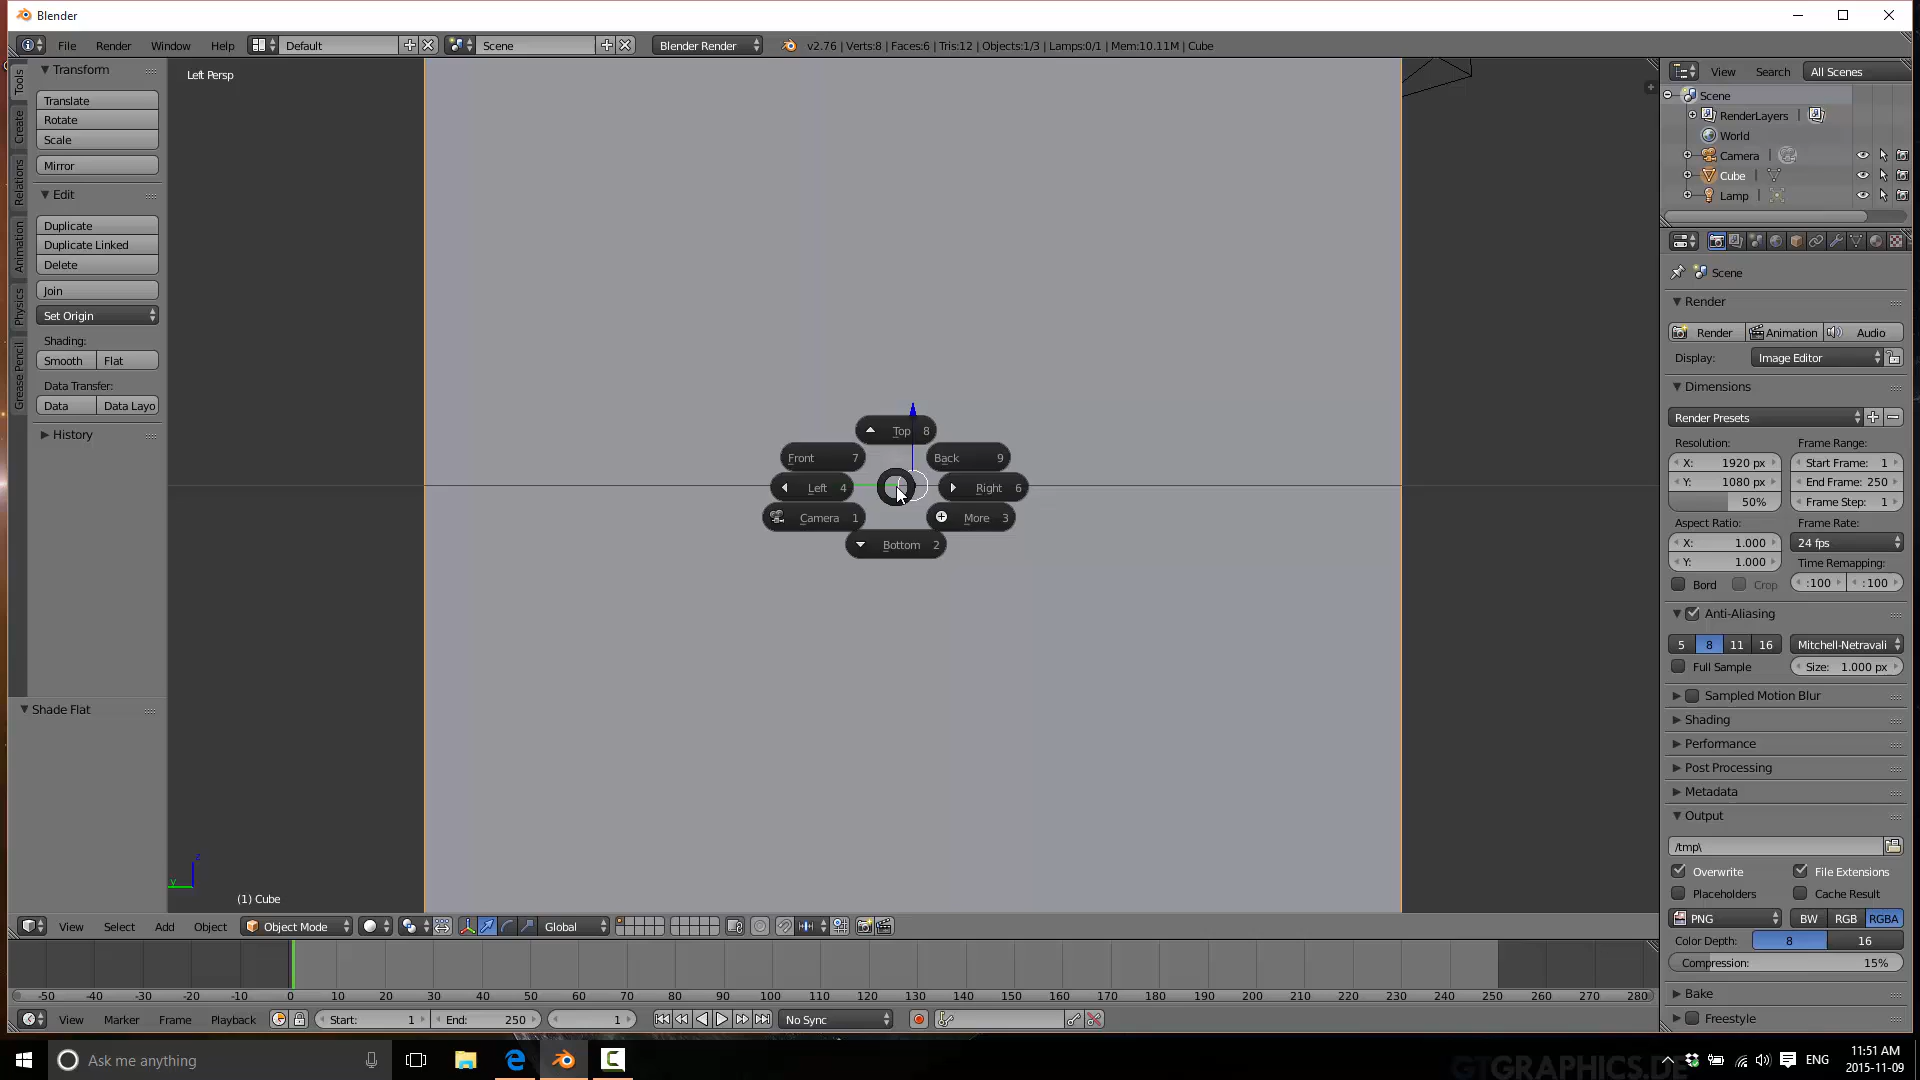 Blender
File Render Window Help Default Scene Blender Render v2.76 | Verts:8 | Faces:6 | Tris:12 | Objects:1/3 | Lamps:0/1 | Mem:10.11M | Cube
Tools
Create
Relations
Animation
Physics
Grease Pencil
Transform
Translate
Rotate
Scale
Mirror
Edit
Duplicate
Duplicate Linked
Delete
Join
Set Origin
Shading:
Smooth Flat
Data Transfer:
Data Data Layo
History
Shade Flat
Left Persp
Top 8
Front 7 Back 9
Left 4 Right 6
Camera 1 More 3
Bottom 2
z
y
(1) Cube
View Select Add Object Object Mode Global
View Search All Scenes
Scene
RenderLayers |
World
Camera |
Cube |
Lamp |
Scene
Render
Render Animation Audio
Display: Image Editor
Dimensions
Render Presets
Resolution: Frame Range:
X: 1920 px Start Frame: 1
Y: 1080 px End Frame: 250
50% Frame Step: 1
Aspect Ratio: Frame Rate:
X: 1.000 24 fps
Y: 1.000 Time Remapping:
Bord Crop :100 :100
Anti-Aliasing
5 8 11 16 Mitchell-Netravali
Full Sample Size: 1.000 px
Sampled Motion Blur
Shading
Performance
Post Processing
Metadata
Output
/tmp\
Overwrite File Extensions
Placeholders Cache Result
PNG BW RGB RGBA
Color Depth: 8 16
Compression: 15%
Bake
Freestyle
-50 -40 -30 -20 -10 0 10 20 30 40 50 60 70 80 90 100 110 120 130 140 150 160 170 180 190 200 210 220 230 240 250 260 270 280
View Marker Frame Playback Start: 1 End: 250 1 No Sync
Ask me anything
GTGRAPHICS.DE
ENG
11:51 AM
2015-11-09